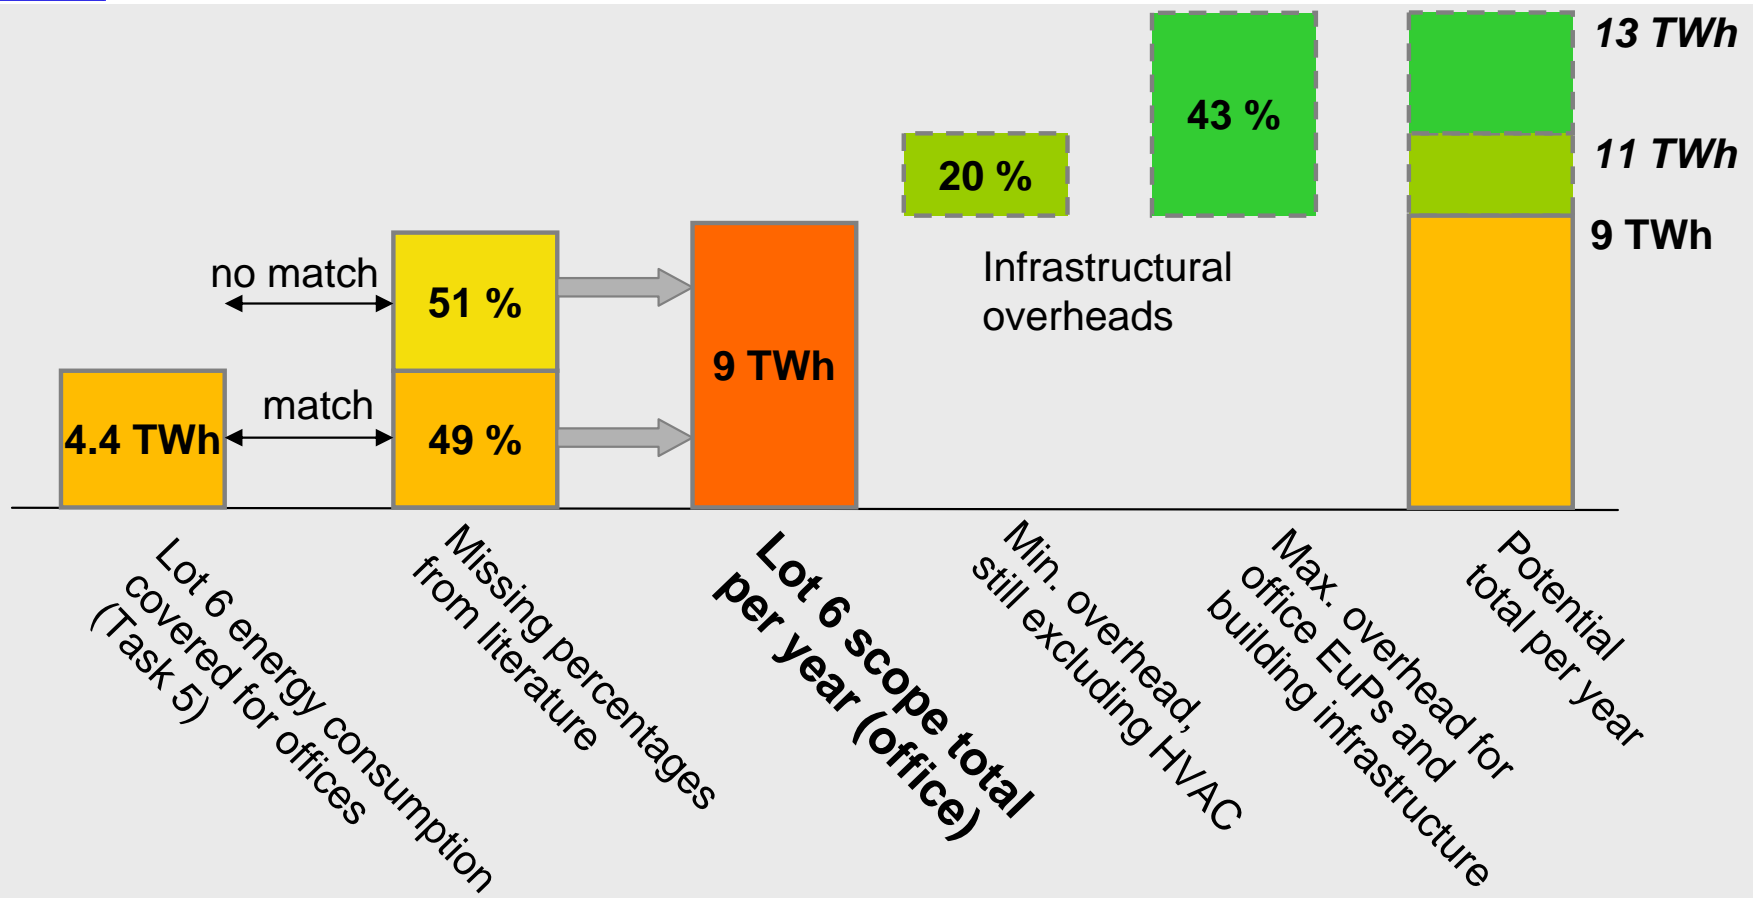 13 TWh
43 %
11 TWh
20 %
9 TWh
no match
51 %
Infrastructural
overheads
9 TWh
match
4.4 TWh
49 %
Lot 6 energy consumption
covered for offices
(Task 5)
Missing percentages
from literature
Lot 6 scope total
per year (office)
Min. overhead,
still excluding HVAC
Max. overhead for
office EuPs and
building infrastructure
Potential
total per year